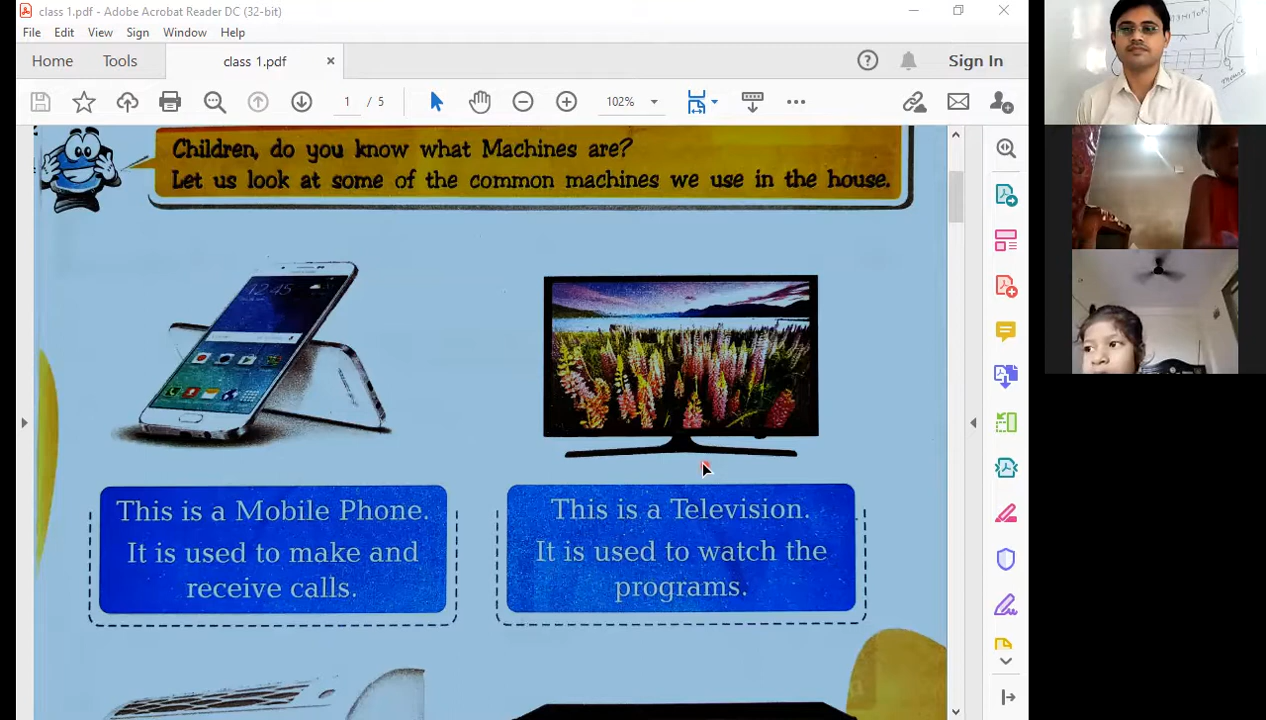 class 1.pdf - Adobe Acrobat Reader DC (32-bit)
File Edit View Sign Window Help
Home Tools class 1.pdf × Sign In
1 / 5 102%
Children, do you know what Machines are?
Let us look at some of the common machines we use in the house.
12:45
This is a Mobile Phone.
It is used to make and
receive calls.
This is a Television.
It is used to watch the
programs.
mouse